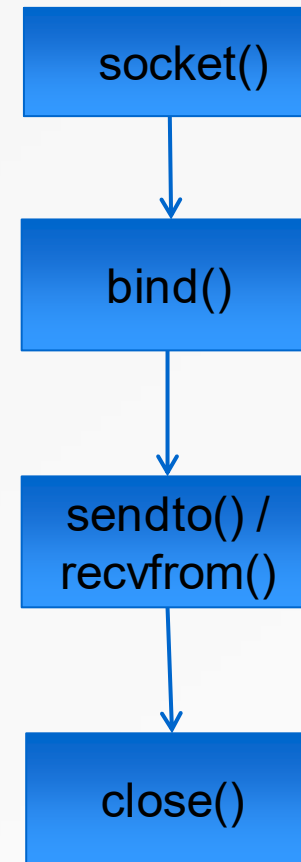 socket()
bind()
sendto() /
recvfrom()
close()